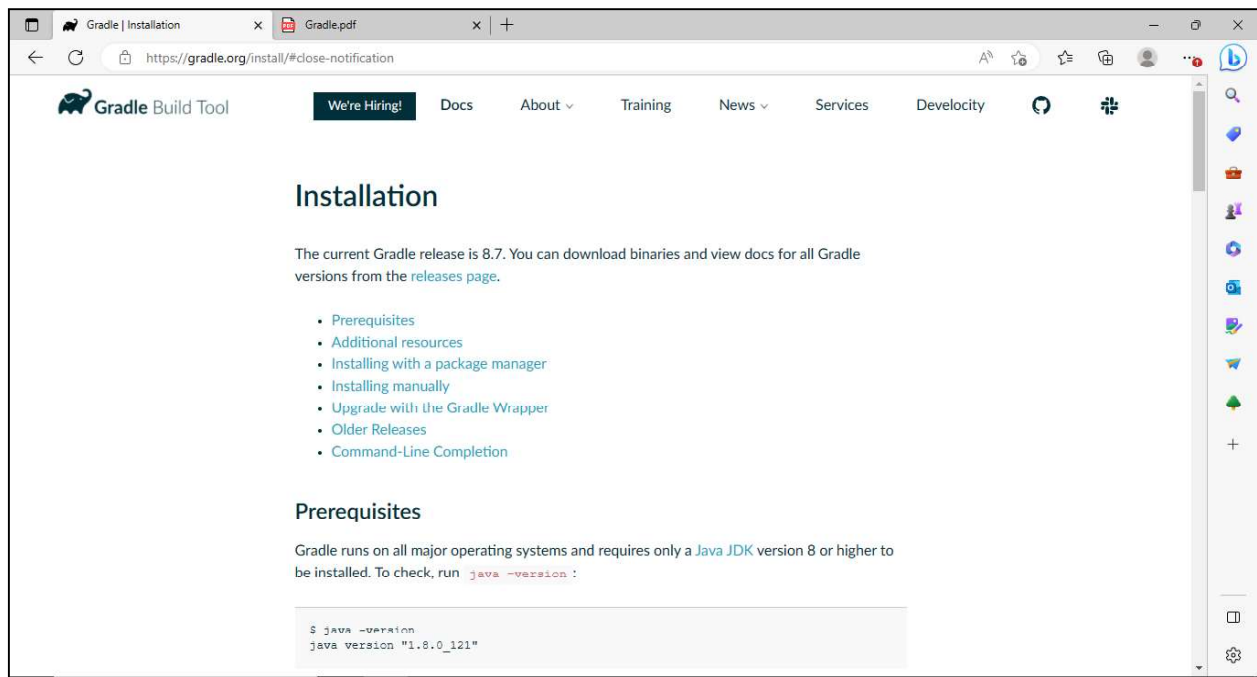 Gradle | Installation
Gradle.pdf
https://gradle.org/install/#close-notification
Gradle Build Tool
We're Hiring!
Docs
About
Training
News
Services
Develocity
Installation
The current Gradle release is 8.7. You can download binaries and view docs for all Gradle
versions from the releases page.
• Prerequisites
• Additional resources
• Installing with a package manager
• Installing manually
• Upgrade with the Gradle Wrapper
• Older Releases
• Command-Line Completion
Prerequisites
Gradle runs on all major operating systems and requires only a Java JDK version 8 or higher to
be installed. To check, run java -version :
$ java -version
java version "1.8.0_121"